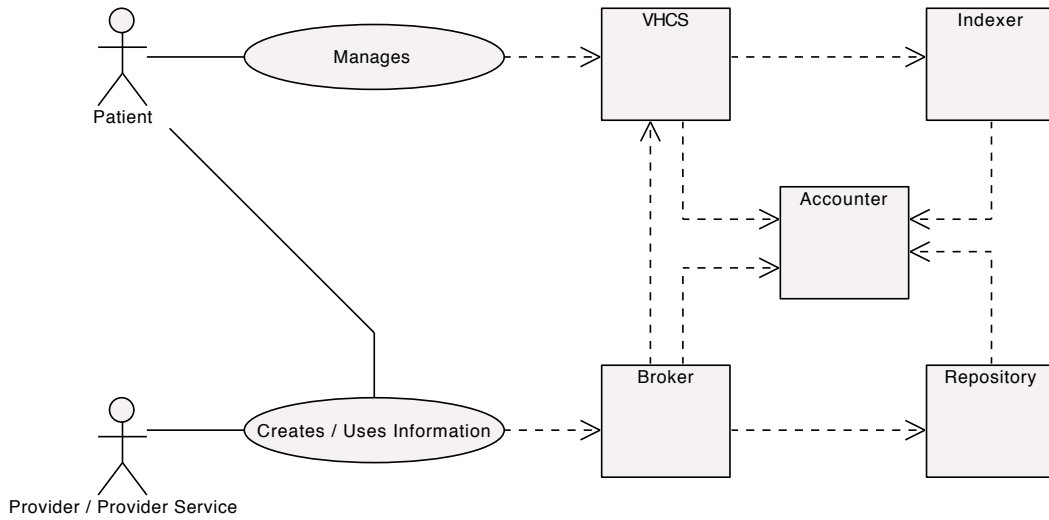 VHCS
Indexer
Manages
Patient
Accounter
Broker
Repository
Creates / Uses Information
Provider / Provider Service